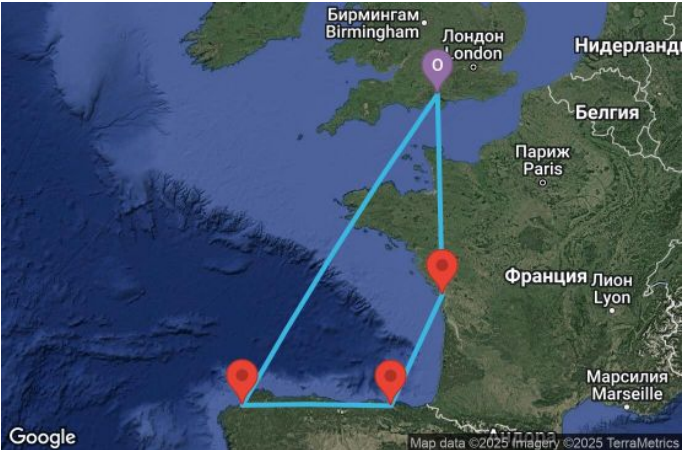 Бирмингам
Birmingham
Лондон
London
Нидерланды
O
Бельгия
Париж
Paris
Франция
Лион
Lyon
Марсилия
Marseille
Андора
Google
Map data ©2025 Imagery ©2025 TerraMetrics